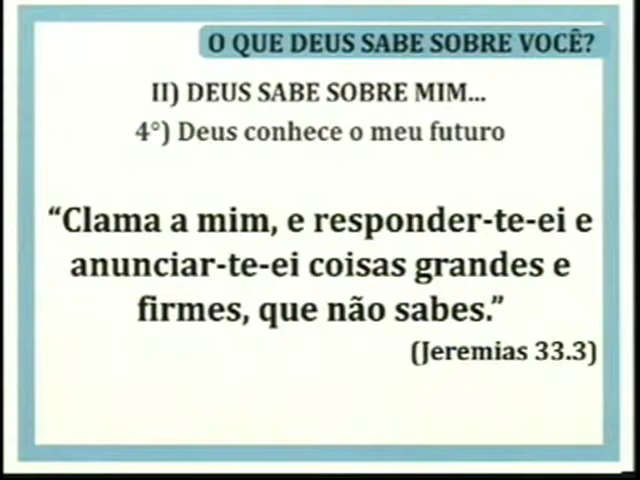 O QUE DEUS SABE SOBRE VOCÊ?
II) DEUS SABE SOBRE MIM...
4°) Deus conhece o meu futuro
“Clama a mim, e responder-te-ei e
anunciar-te-ei coisas grandes e
firmes, que não sabes.”
(Jeremias 33.3)